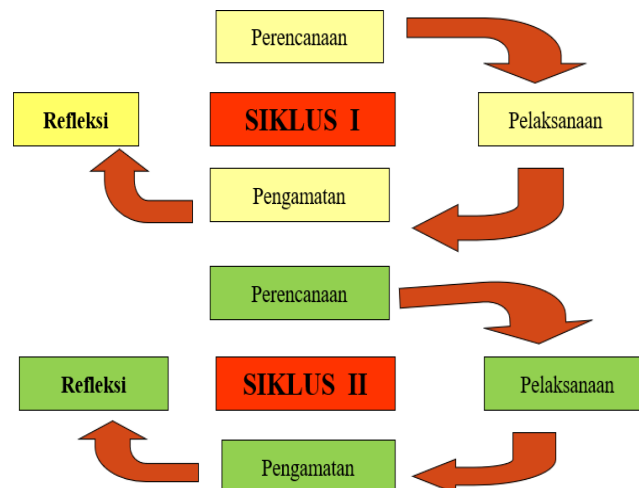 Perencanaan
Refleksi
SIKLUS I
Pelaksanaan
Pengamatan
Perencanaan
Refleksi
SIKLUS II
Pelaksanaan
Pengamatan